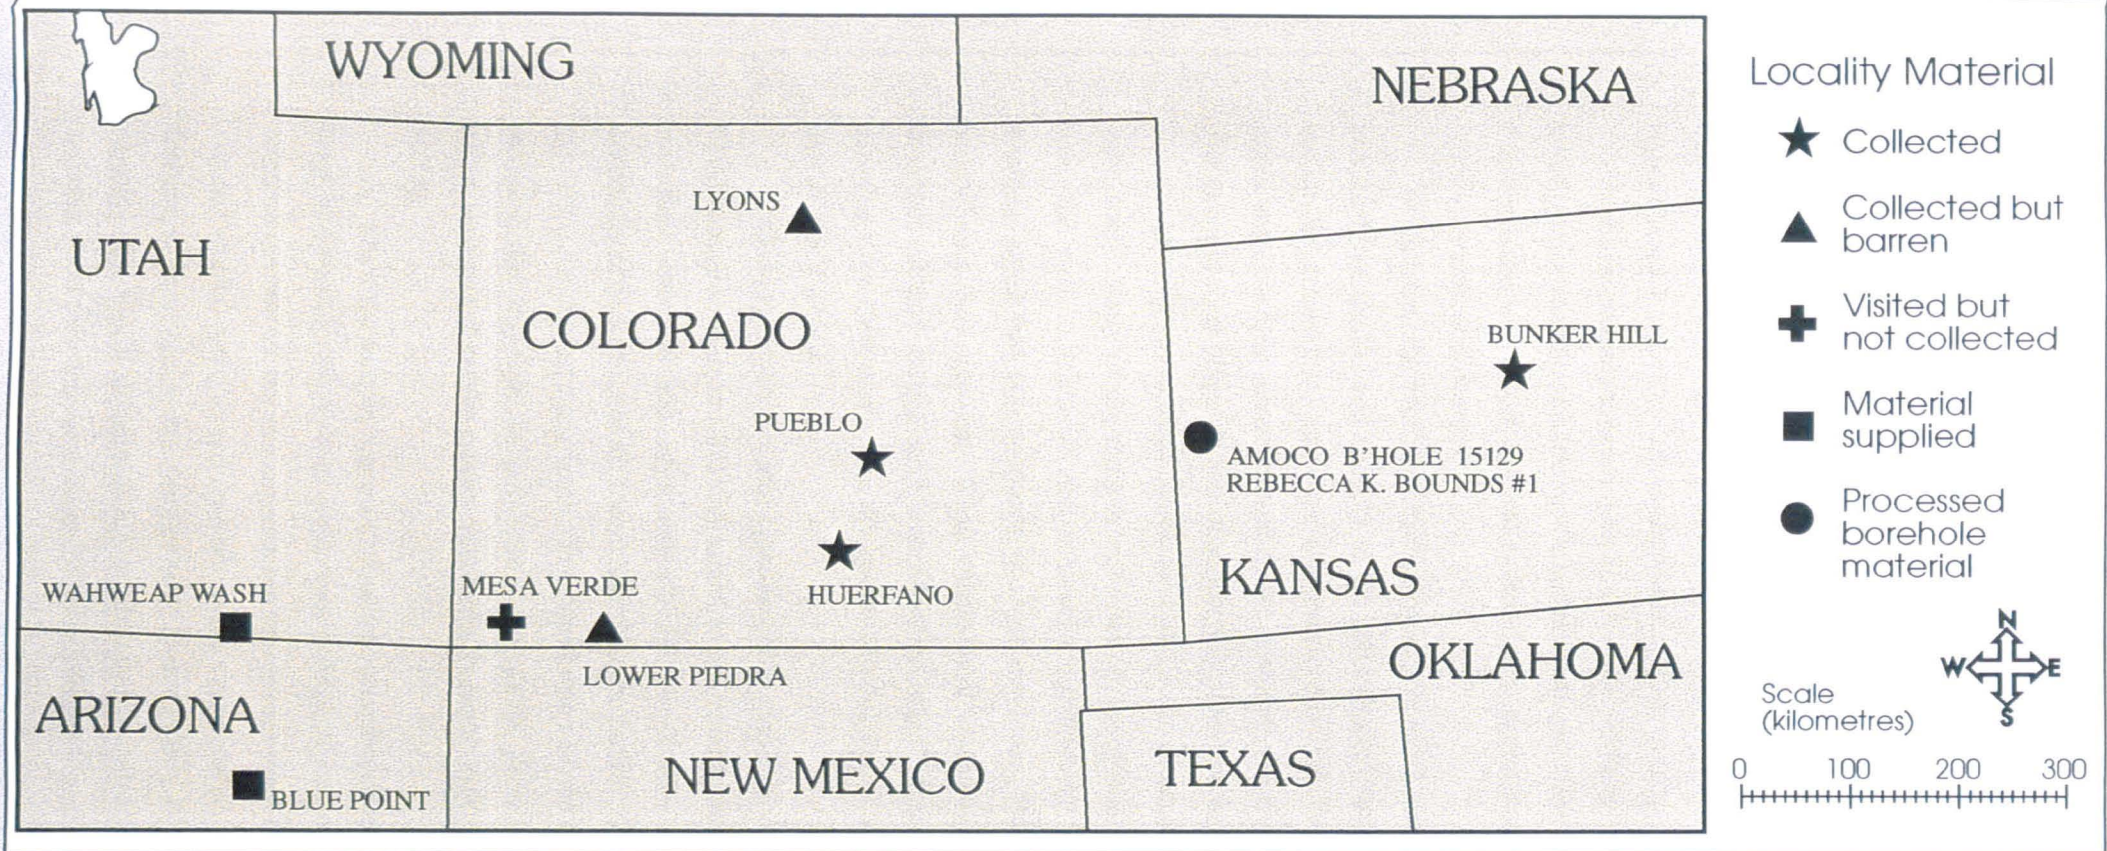 WYOMING
NEBRASKA
UTAH
LYONS
COLORADO
BUNKER HILL
PUEBLO
AMOCO B'HOLE 15129
REBECCA K. BOUNDS #1
HUERFANO
KANSAS
WAHWEAP WASH
MESA VERDE
LOWER PIEDRA
OKLAHOMA
ARIZONA
NEW MEXICO
TEXAS
BLUE POINT
Locality Material
Collected
Collected but
barren
Visited but
not collected
Material
supplied
Processed
borehole
material
N
W E
S
Scale
(kilometres)
0 100 200 300